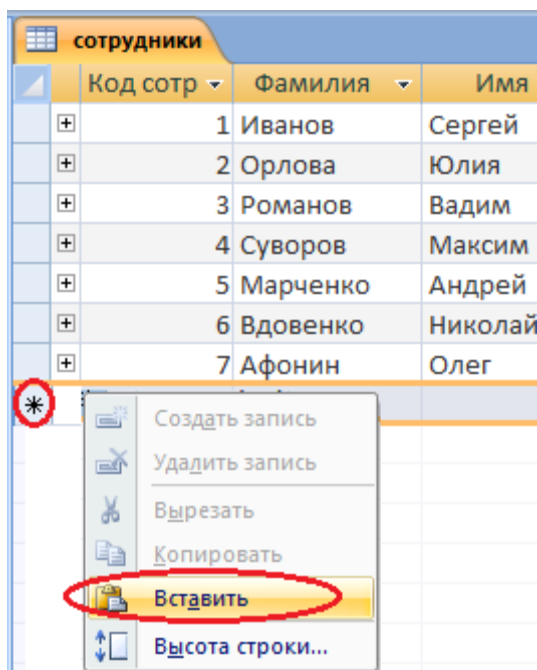 сотрудники
Код сотр Фамилия Имя
1 Иванов Сергей
2 Орлова Юлия
3 Романов Вадим
4 Суворов Максим
5 Марченко Андрей
6 Вдовенко Николай
7 Афонин Олег
Создать запись
Удалить запись
Вырезать
Копировать
Вставить
Высота строки...